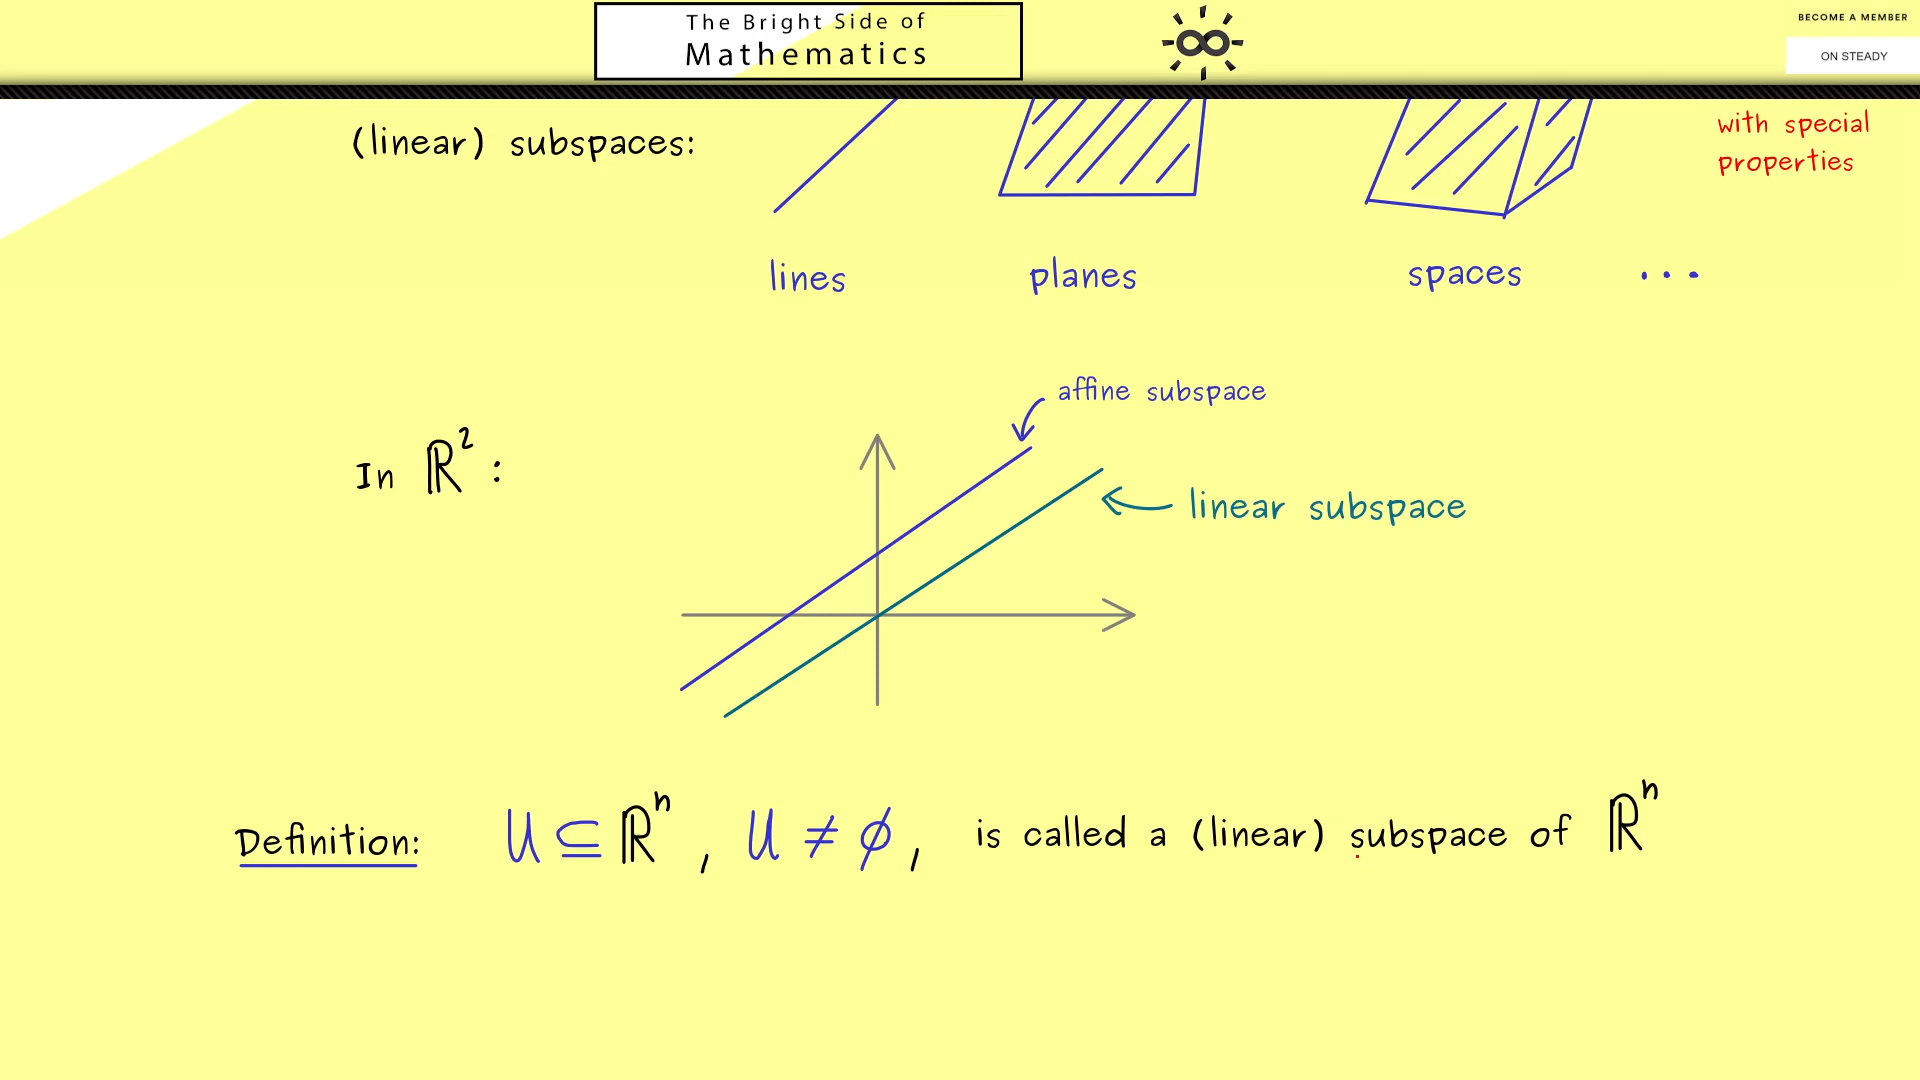 The Bright Side of
Mathematics
BECOME A MEMBER
ON STEADY
(linear) subspaces:
with special
properties
lines planes spaces ...
affine subspace
In ℝ² :
linear subspace
Definition: U ⊆ ℝⁿ , U ≠ ∅ , is called a (linear) subspace of ℝⁿ